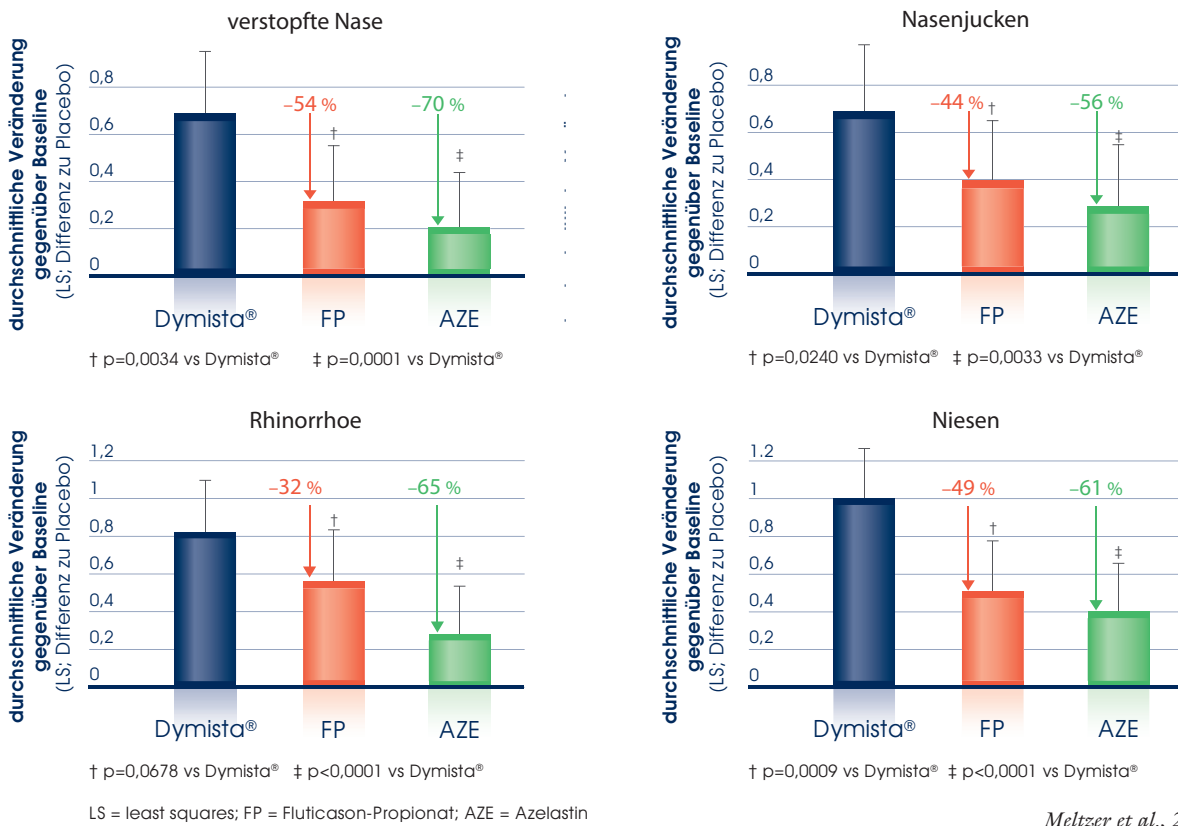 verstopfte Nase
durchschnittliche Veränderung
gegenüber Baseline
(LS; Differenz zu Placebo)
0,8
0,6
0,4
0,2
0
–54 %
–70 %
†
‡
Dymista®
FP
AZE
† p=0,0034 vs Dymista® ‡ p=0,0001 vs Dymista®
Nasenjucken
durchschnittliche Veränderung
gegenüber Baseline
(LS; Differenz zu Placebo)
0,8
0,6
0,4
0,2
0
–44 %
–56 %
†
‡
Dymista®
FP
AZE
† p=0,0240 vs Dymista® ‡ p=0,0033 vs Dymista®
Rhinorrhoe
durchschnittliche Veränderung
gegenüber Baseline
(LS; Differenz zu Placebo)
1,2
1
0,8
0,6
0,4
0,2
0
–32 %
–65 %
†
‡
Dymista®
FP
AZE
† p=0,0678 vs Dymista® ‡ p<0,0001 vs Dymista®
Niesen
durchschnittliche Veränderung
gegenüber Baseline
(LS; Differenz zu Placebo)
1.2
1
0,8
0,6
0,4
0,2
0
–49 %
–61 %
†
‡
Dymista®
FP
AZE
† p=0,0009 vs Dymista® ‡ p<0,0001 vs Dymista®
LS = least squares; FP = Fluticason-Propionat; AZE = Azelastin
Meltzer et al., 2